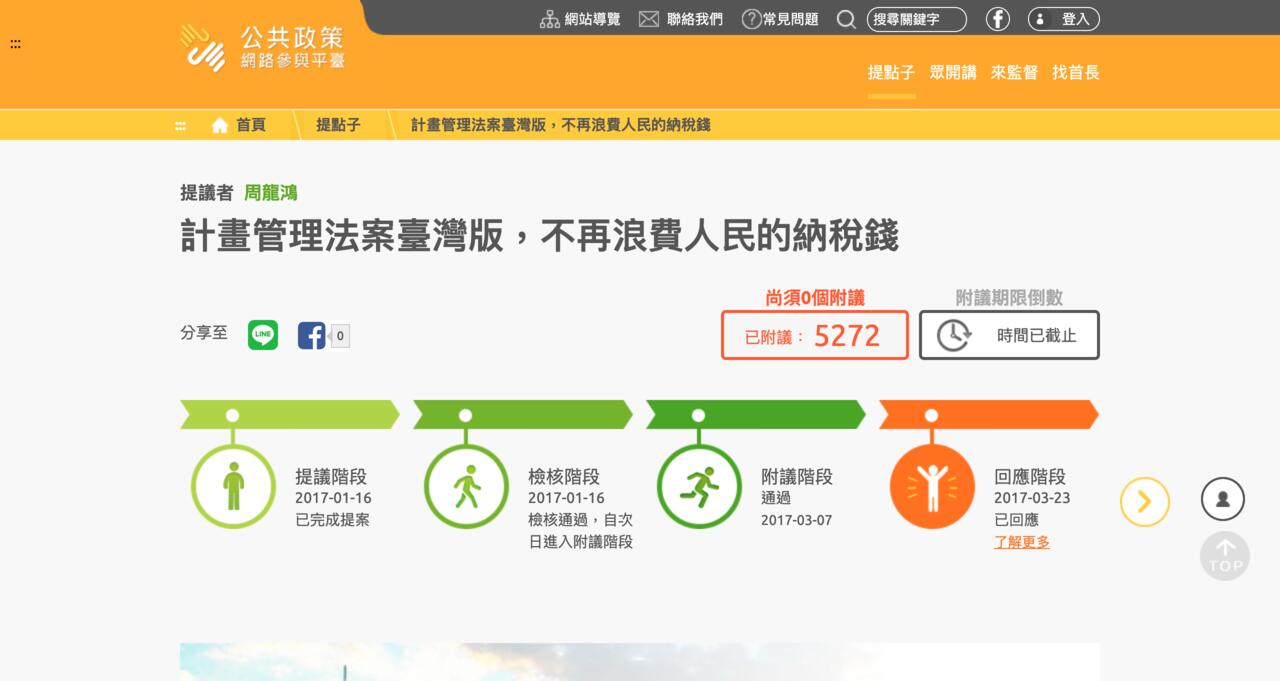 網站導覽 聯絡我們 常見問題 搜尋關鍵字 登入
公共政策
網路參與平臺
提點子 眾開講 來監督 找首長
首頁 提點子 計畫管理法案臺灣版，不再浪費人民的納稅錢
提議者 周龍鴻
計畫管理法案臺灣版，不再浪費人民的納稅錢
尚須0個附議 附議期限倒數
分享至 LINE 0 已附議： 5272 時間已截止
提議階段
2017-01-16
已完成提案
檢核階段
2017-01-16
檢核通過，自次
日進入附議階段
附議階段
通過
2017-03-07
回應階段
2017-03-23
已回應
了解更多
TOP